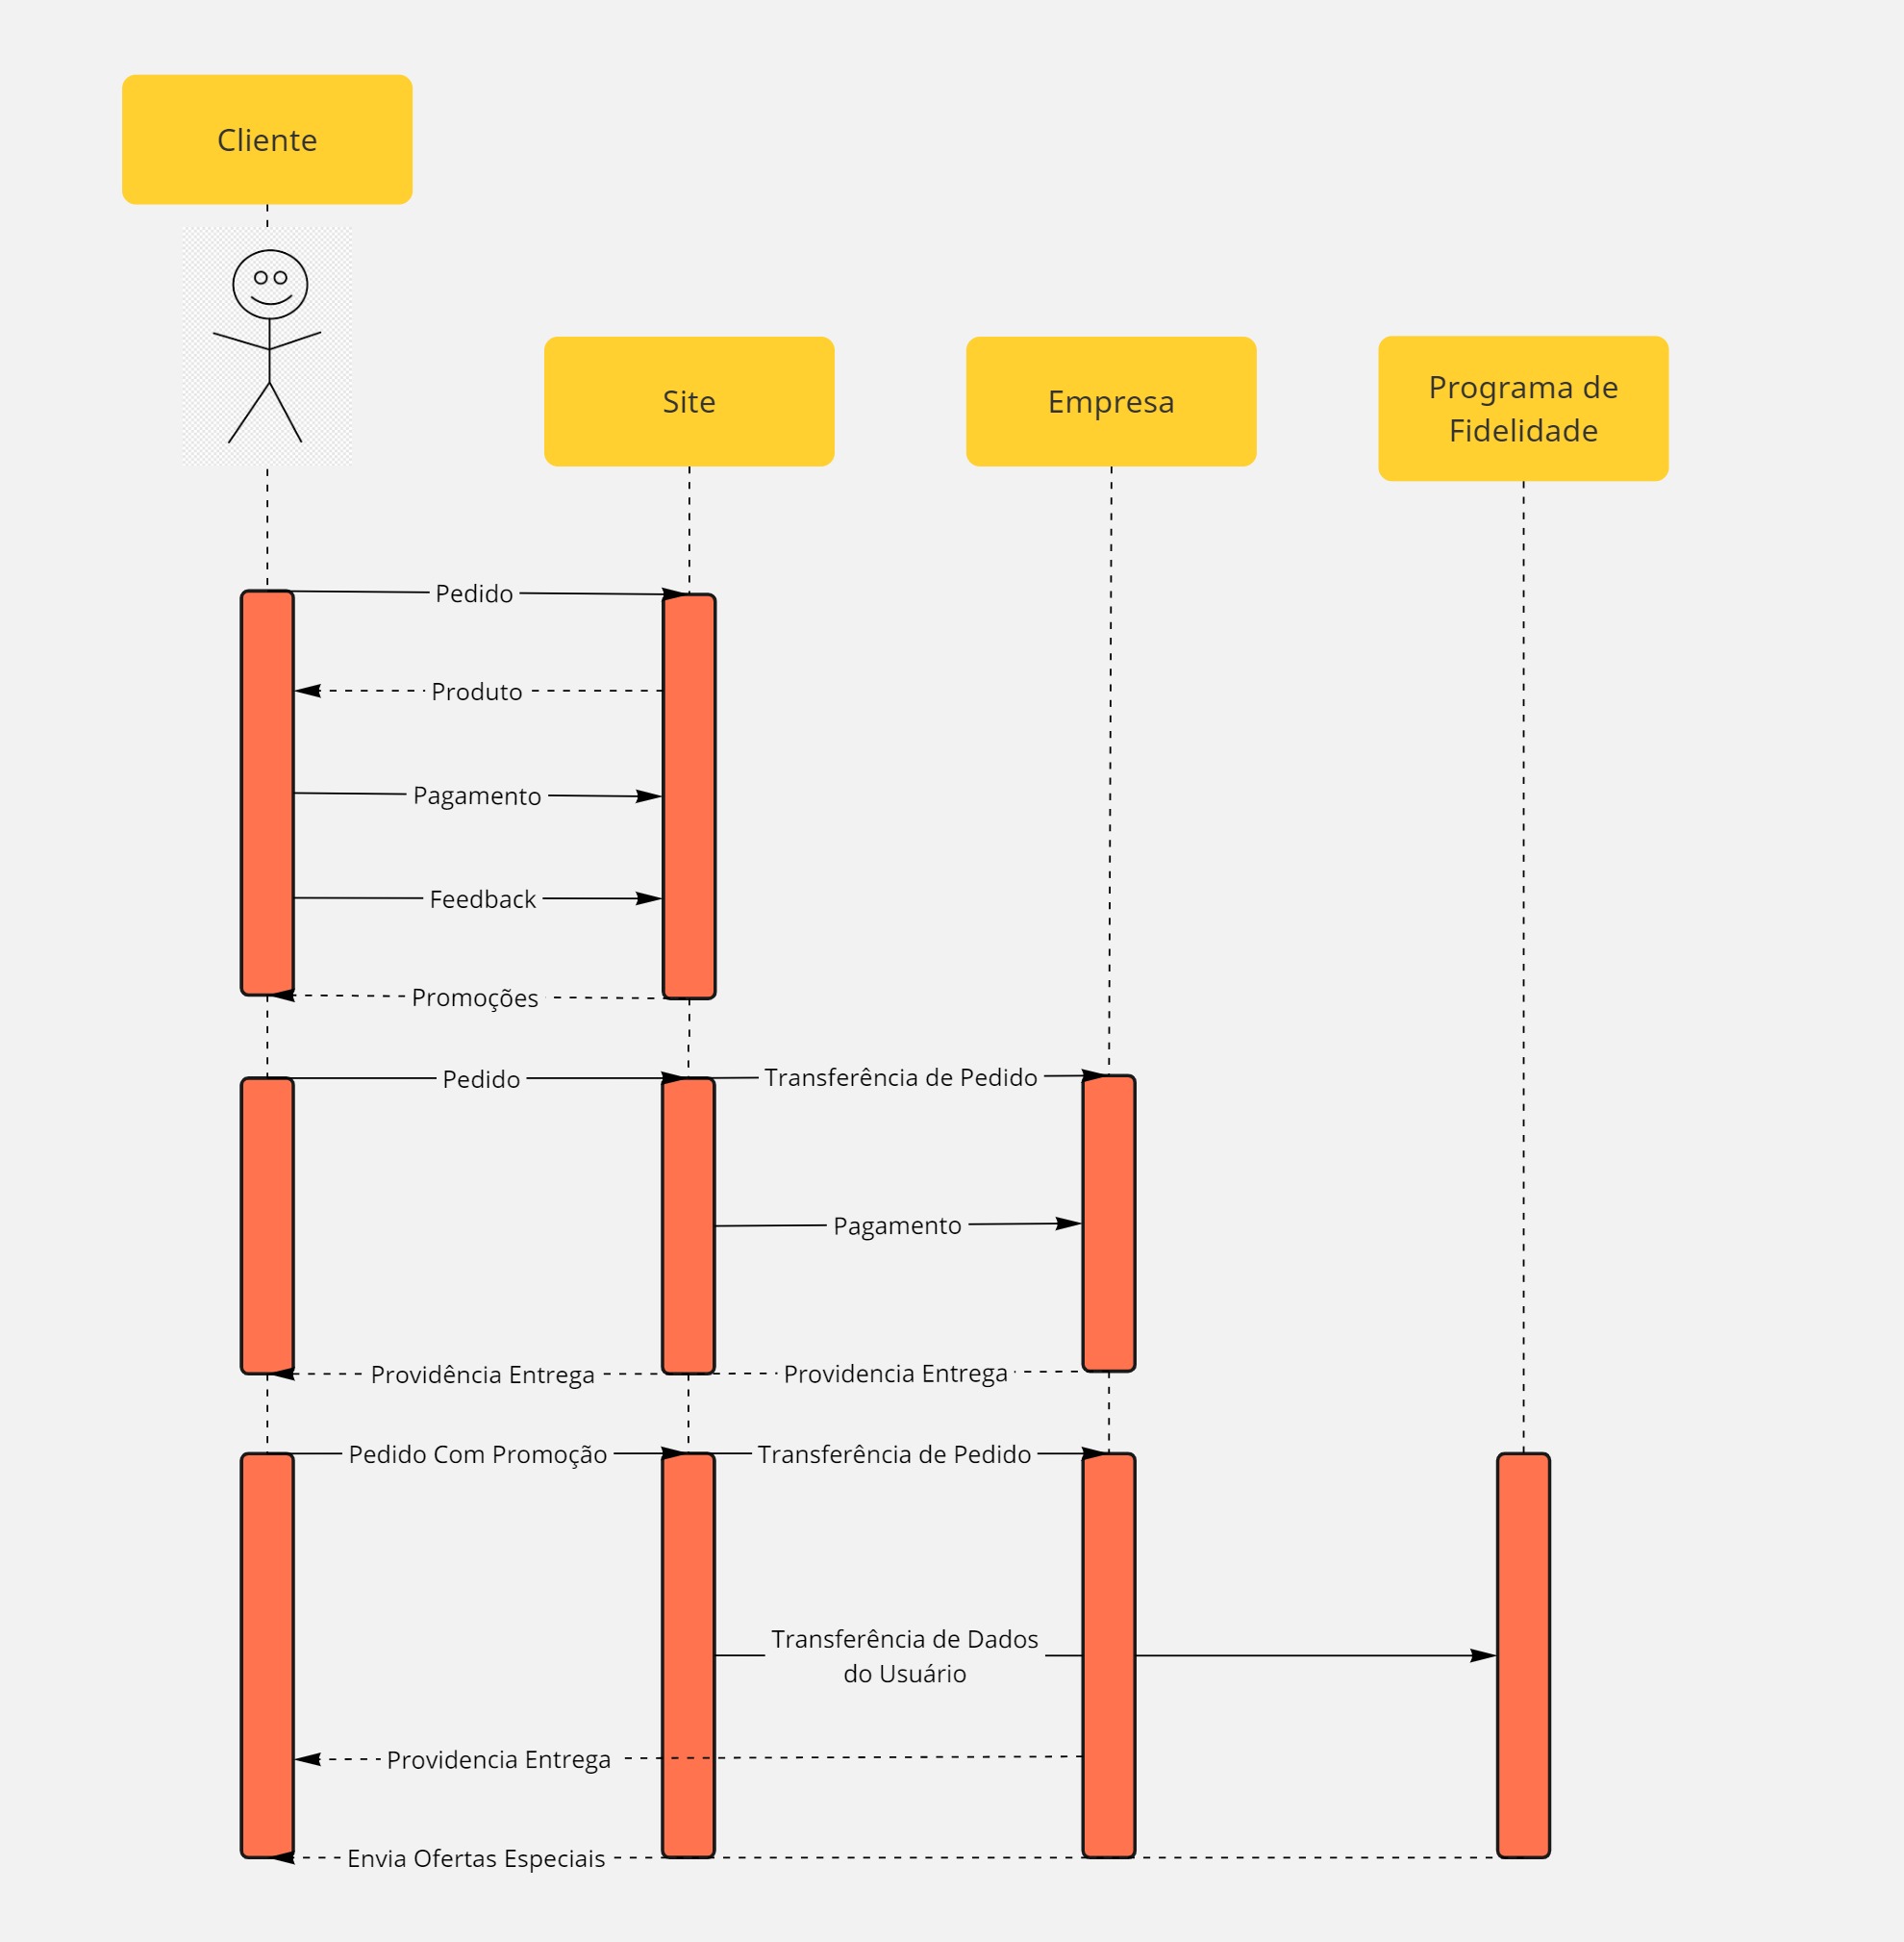 Cliente
Site
Empresa
Programa de
Fidelidade
Pedido
Produto
Pagamento
Feedback
Promoções
Pedido
Transferência de Pedido
Pagamento
Providência Entrega
Providencia Entrega
Pedido Com Promoção
Transferência de Pedido
Transferência de Dados
do Usuário
Providencia Entrega
Envia Ofertas Especiais